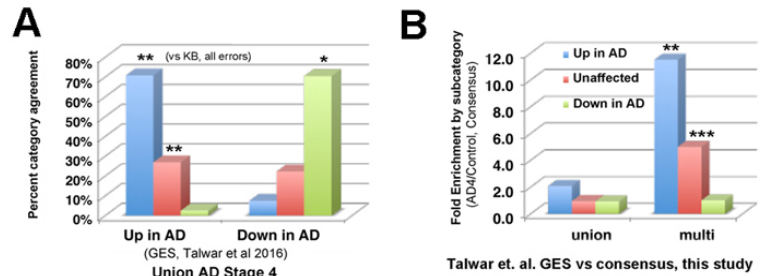 A
Percent category agreement
** (vs KB, all errors) *
80%
70%
60%
50%
40%
30%
20%
10%
0%
**
Up in AD Down in AD
(GES, Talwar et al 2016)
Union AD Stage 4
B
Fold Enrichment by subcategory
(AD4/Control, Consensus)
12.0
10.0
8.0
6.0
4.0
2.0
0.0
Up in AD
Unaffected
Down in AD
**
***
union multi
Talwar et. al. GES vs consensus, this study